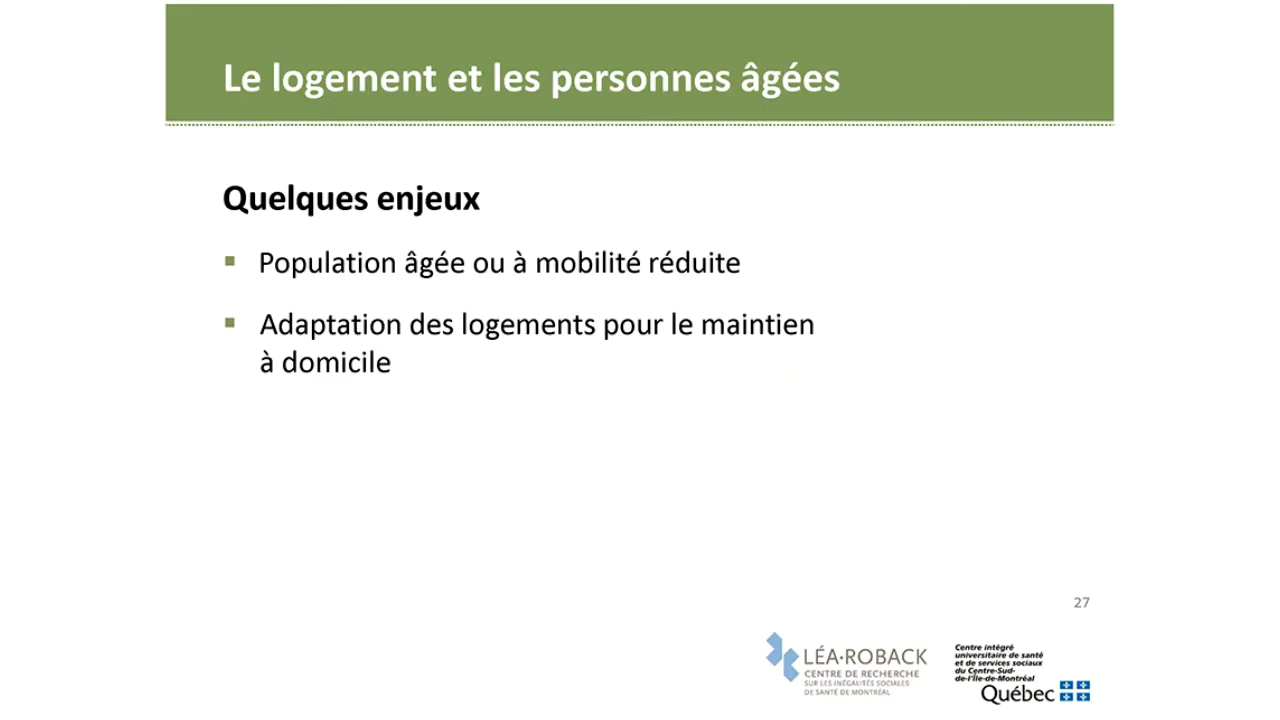 Le logement et les personnes âgées
Quelques enjeux
▪ Population âgée ou à mobilité réduite
▪ Adaptation des logements pour le maintien
à domicile
27
LÉA·ROBACK
CENTRE DE RECHERCHE
SUR LES INÉGALITÉS SOCIALES
DE SANTÉ DE MONTRÉAL
Centre intégré
universitaire de santé
et de services sociaux
du Centre-Sud-
de-l'Île-de-Montréal
Québec